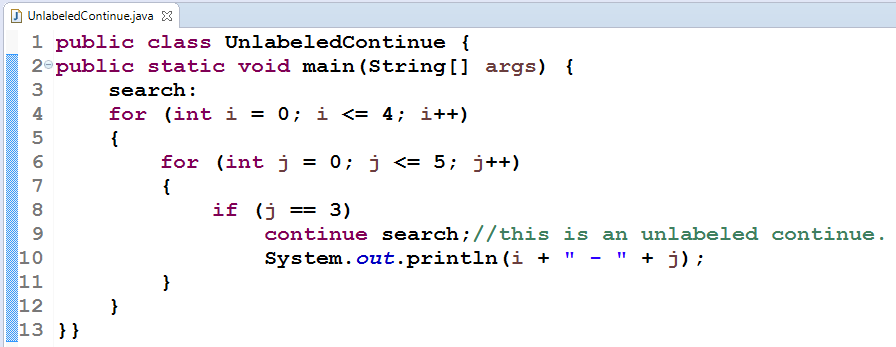 UnlabeledContinue.java
1 public class UnlabeledContinue {
2 public static void main(String[] args) {
3     search:
4     for (int i = 0; i <= 4; i++)
5     {
6         for (int j = 0; j <= 5; j++)
7         {
8             if (j == 3)
9                 continue search;//this is an unlabeled continue.
10                 System.out.println(i + " - " + j);
11         }
12     }
13 }}